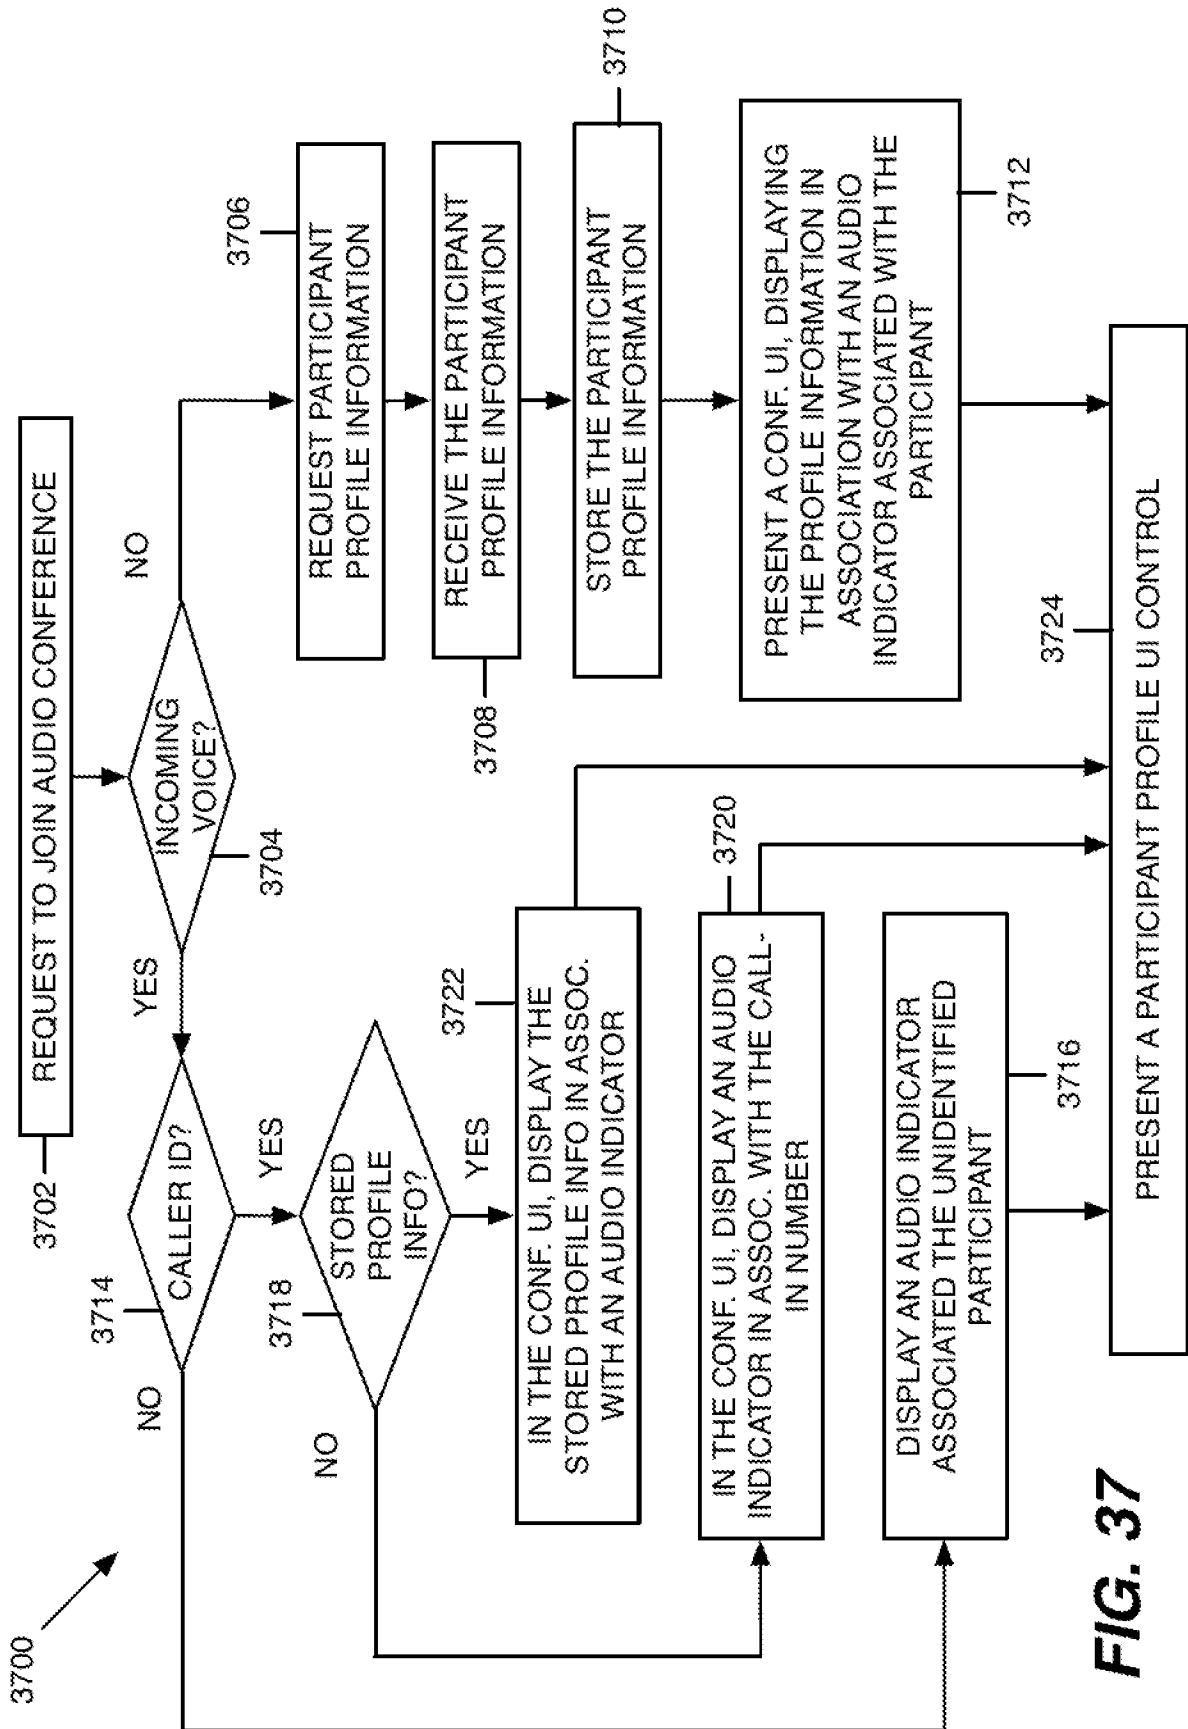 3700
3702
REQUEST TO JOIN AUDIO CONFERENCE
INCOMING
VOICE?
3704
YES
NO
CALLER ID?
3714
NO
YES
STORED
PROFILE
INFO?
3718
NO
YES
3706
REQUEST PARTICIPANT
PROFILE INFORMATION
RECEIVE THE PARTICIPANT
PROFILE INFORMATION
3708
STORE THE PARTICIPANT
PROFILE INFORMATION
3710
PRESENT A CONF. UI, DISPLAYING
THE PROFILE INFORMATION IN
ASSOCIATION WITH AN AUDIO
INDICATOR ASSOCIATED WITH THE
PARTICIPANT
3712
3722
IN THE CONF. UI, DISPLAY THE
STORED PROFILE INFO IN ASSOC.
WITH AN AUDIO INDICATOR
3720
IN THE CONF. UI, DISPLAY AN AUDIO
INDICATOR IN ASSOC. WITH THE CALL-
IN NUMBER
DISPLAY AN AUDIO INDICATOR
ASSOCIATED THE UNIDENTIFIED
PARTICIPANT
3716
3724
PRESENT A PARTICIPANT PROFILE UI CONTROL
FIG. 37